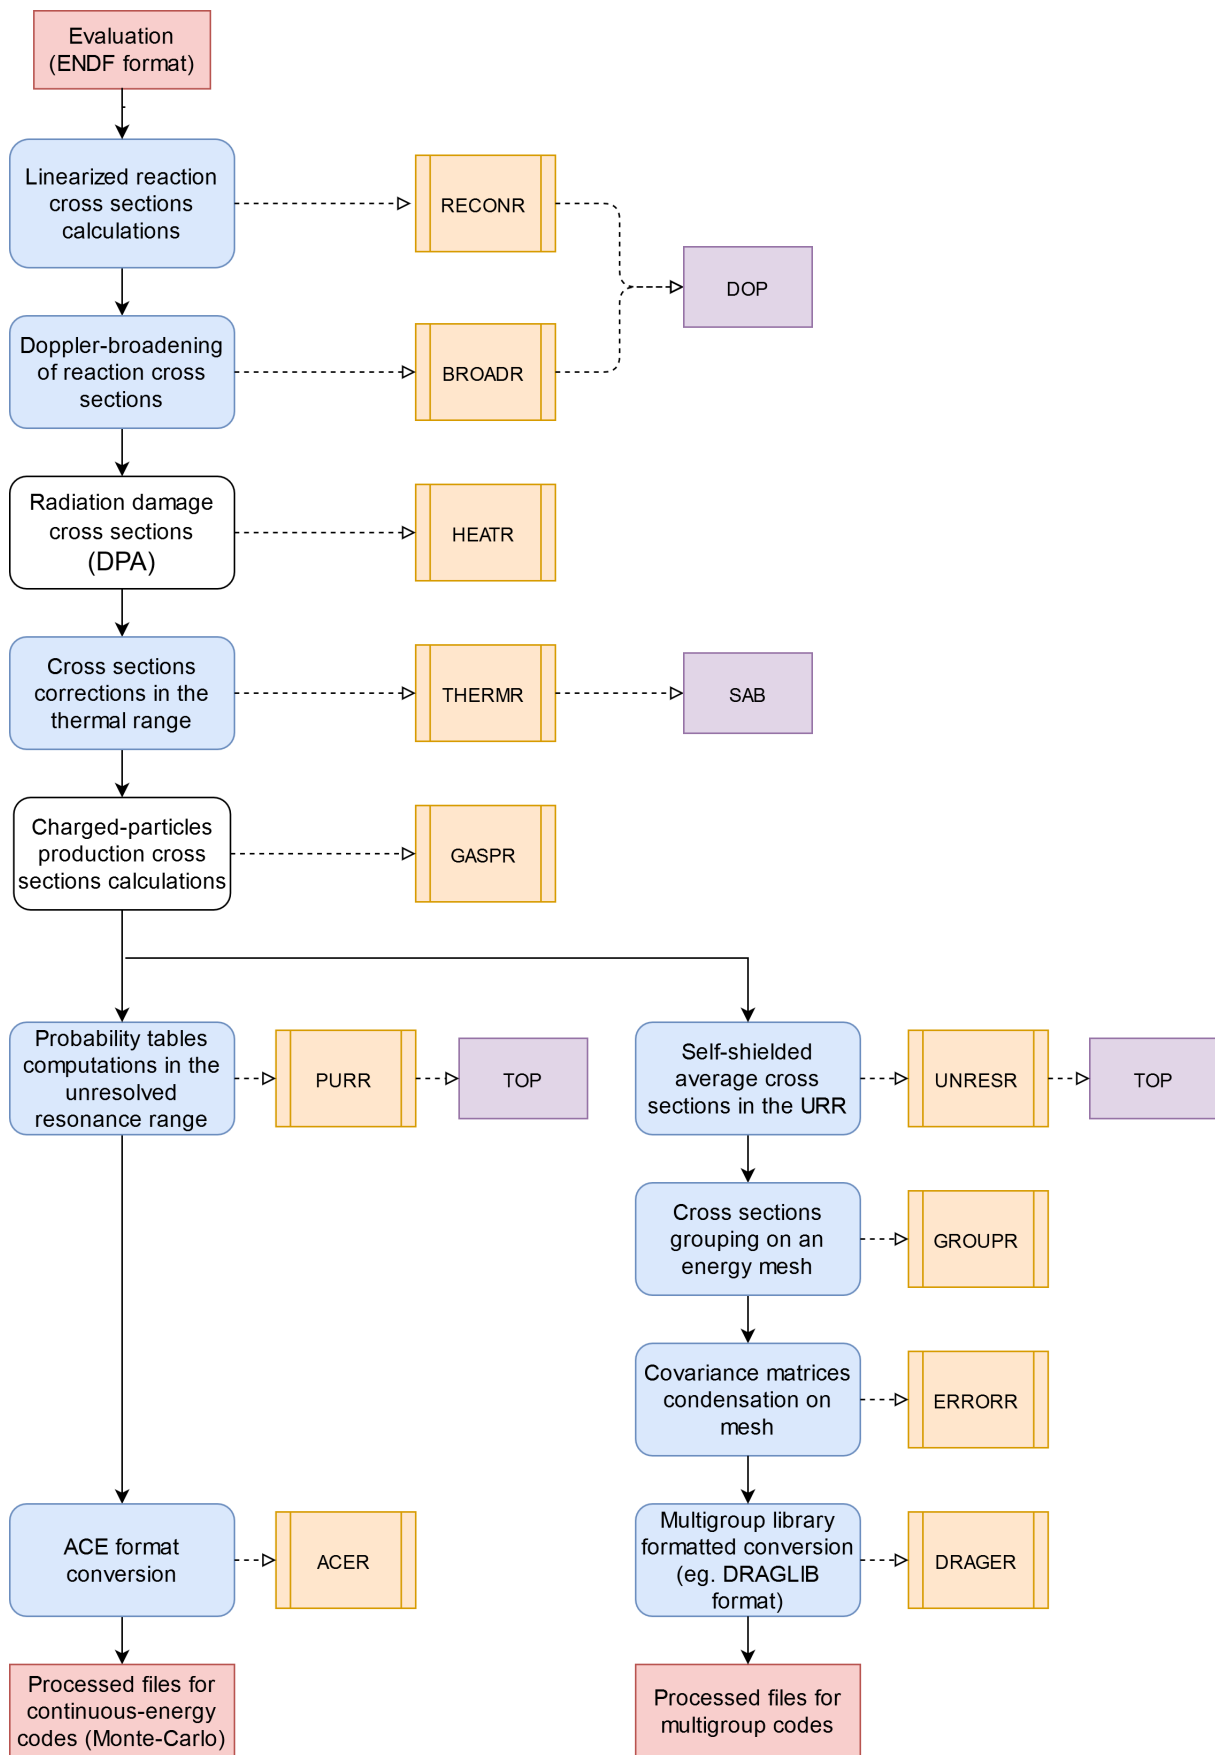 Evaluation
(ENDF format)
Linearized reaction
cross sections
calculations
RECONR
DOP
Doppler-broadening
of reaction cross
sections
BROADR
Radiation damage
cross sections
(DPA)
HEATR
Cross sections
corrections in the
thermal range
THERMR
SAB
Charged-particles
production cross
sections calculations
GASPR
Probability tables
computations in the
unresolved
resonance range
PURR
TOP
Self-shielded
average cross
sections in the URR
UNRESR
TOP
Cross sections
grouping on an
energy mesh
GROUPR
Covariance matrices
condensation on
mesh
ERRORR
ACE format
conversion
ACER
Multigroup library
formatted conversion
(eg. DRAGLIB
format)
DRAGER
Processed files for
continuous-energy
codes (Monte-Carlo)
Processed files for
multigroup codes